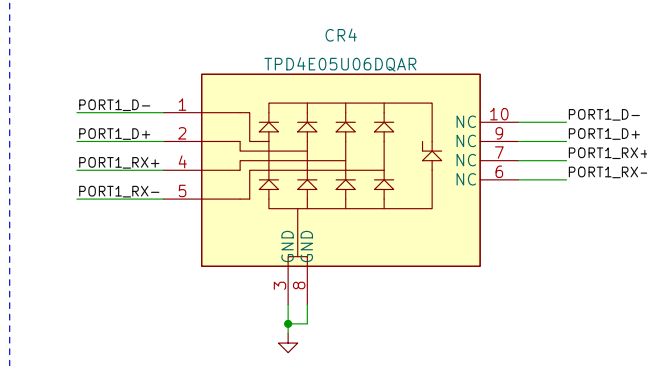 CR4
TPD4E05U06DQAR
PORT1_D- 1
PORT1_D+ 2
PORT1_RX+ 4
PORT1_RX- 5
NC 10 PORT1_D-
NC 9 PORT1_D+
NC 7 PORT1_RX+
NC 6 PORT1_RX-
GND 3
GND 8